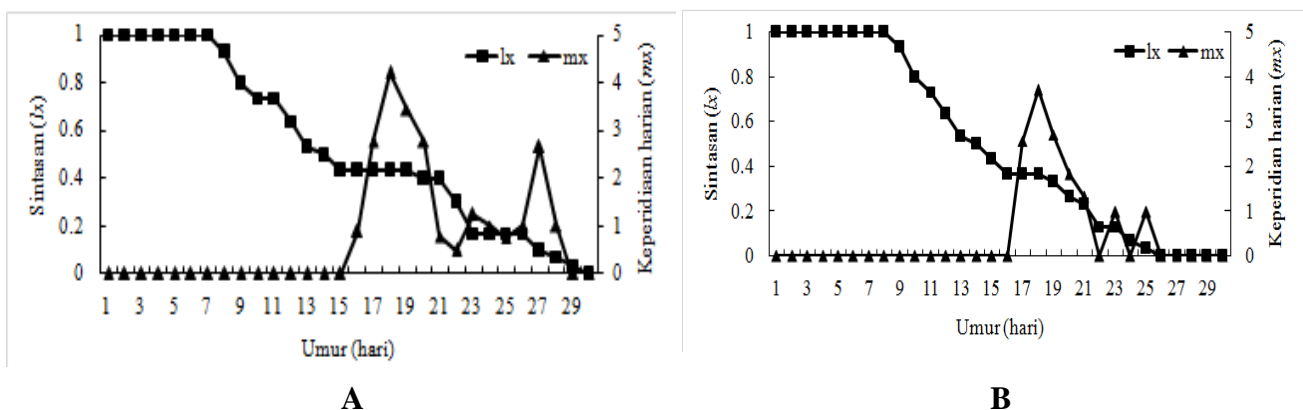 1
0.8
0.6
0.4
0.2
0
Sintasan (lx)
5
4
3
2
1
0
Keperidiaan harian (mx)
lx mx
1 3 5 7 9 11 13 15 17 19 21 23 25 27 29
Umur (hari)
A
1
0.8
0.6
0.4
0.2
0
Sintasan (lx)
5
4
3
2
1
0
Keperidian harian (mx)
lx mx
1 3 5 7 9 11 13 15 17 19 21 23 25 27 29
Umur (hari)
B